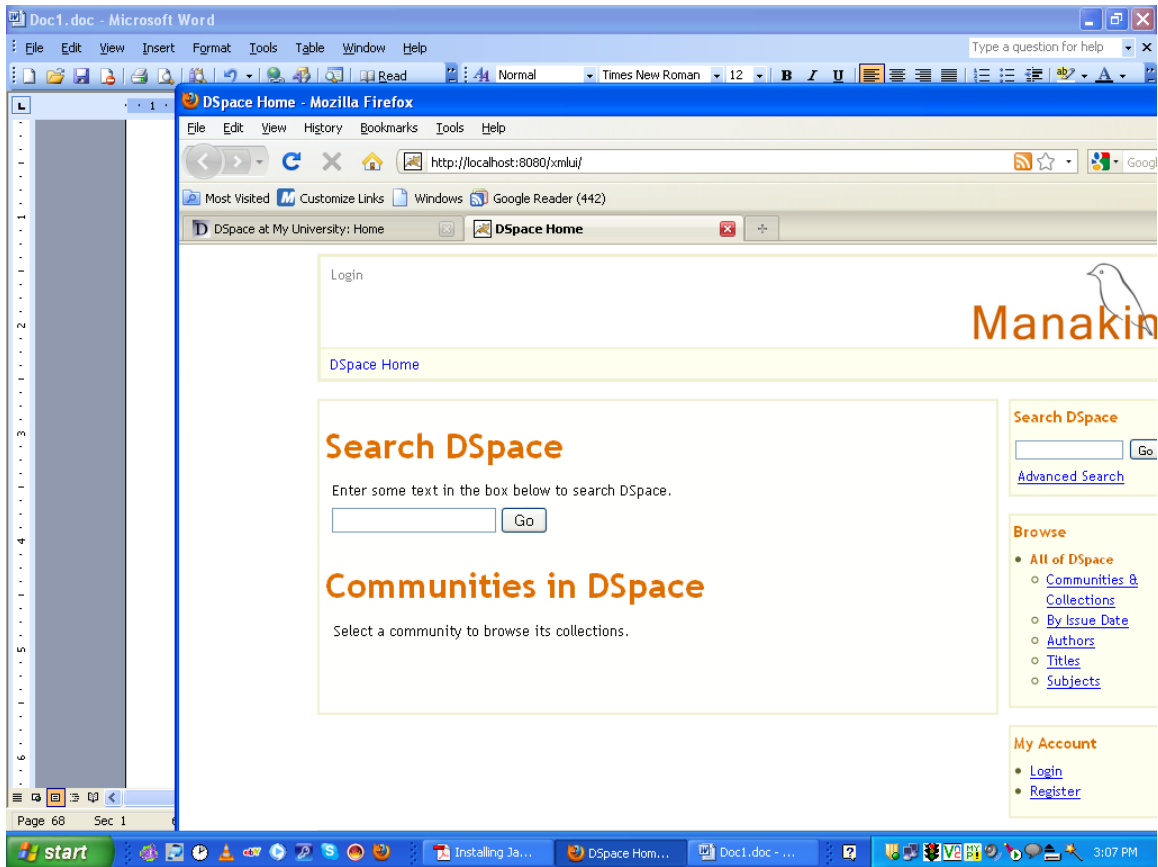 Doc1.doc - Microsoft Word
File Edit View Insert Format Tools Table Window Help
Type a question for help
Read
Normal
Times New Roman
12
B I U
DSpace Home - Mozilla Firefox
File Edit View History Bookmarks Tools Help
http://localhost:8080/xmlui/
Googl
Most Visited Customize Links Windows Google Reader (442)
DSpace at My University: Home
DSpace Home
Login
Manakin
DSpace Home
Search DSpace
Enter some text in the box below to search DSpace.
Go
Communities in DSpace
Select a community to browse its collections.
Search DSpace
Go
Advanced Search
Browse
All of DSpace
Communities &
Collections
By Issue Date
Authors
Titles
Subjects
My Account
Login
Register
Page 68 Sec 1
start
Installing Ja...
DSpace Hom...
Doc1.doc - ...
3:07 PM